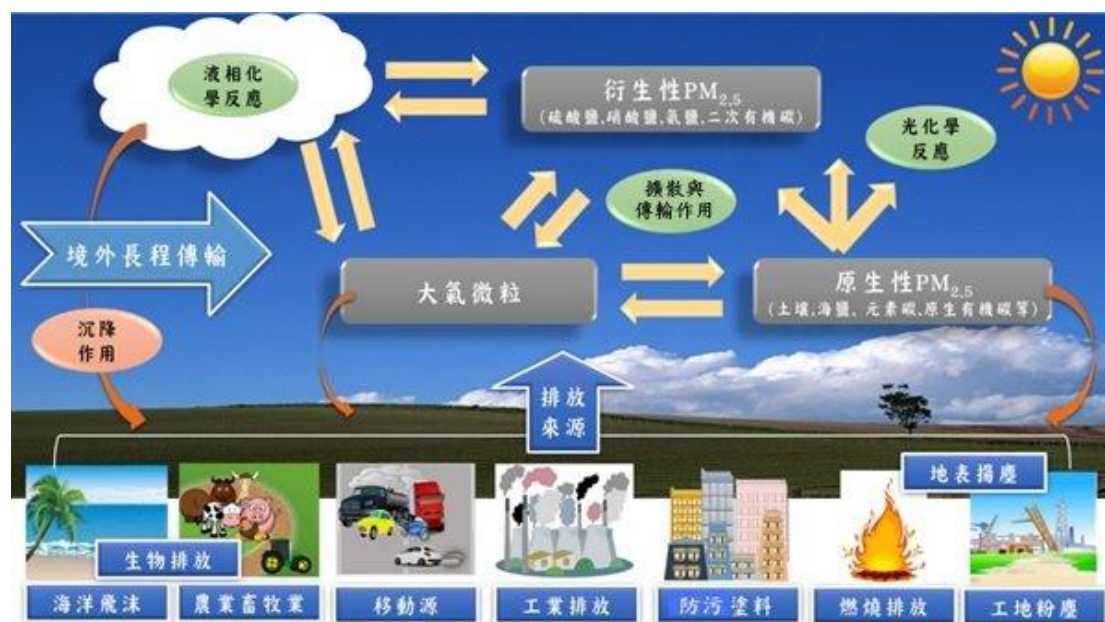 液相化
學反應
衍生性PM2.5
(硫酸鹽,硝酸鹽,氨鹽,二次有機碳)
光化學
反應
擴散與
傳輸作用
境外長程傳輸
大氣微粒
原生性PM2.5
(土壤,海鹽、元素碳,原生有機碳等)
沉降
作用
排放
來源
地表揚塵
生物排放
海洋飛沫
農業畜牧業
移動源
工業排放
防污塗料
燃燒排放
工地粉塵